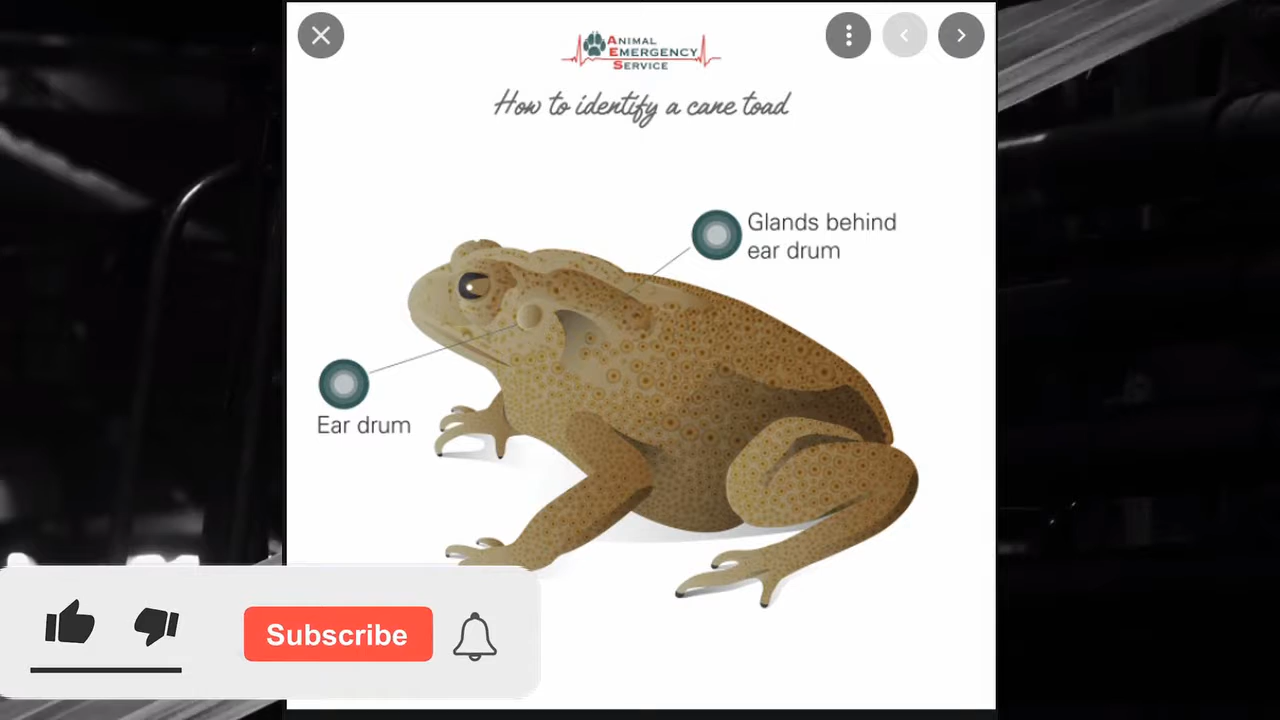 ANIMAL
EMERGENCY
SERVICE
How to identify a cane toad
Glands behind
ear drum
Ear drum
Subscribe